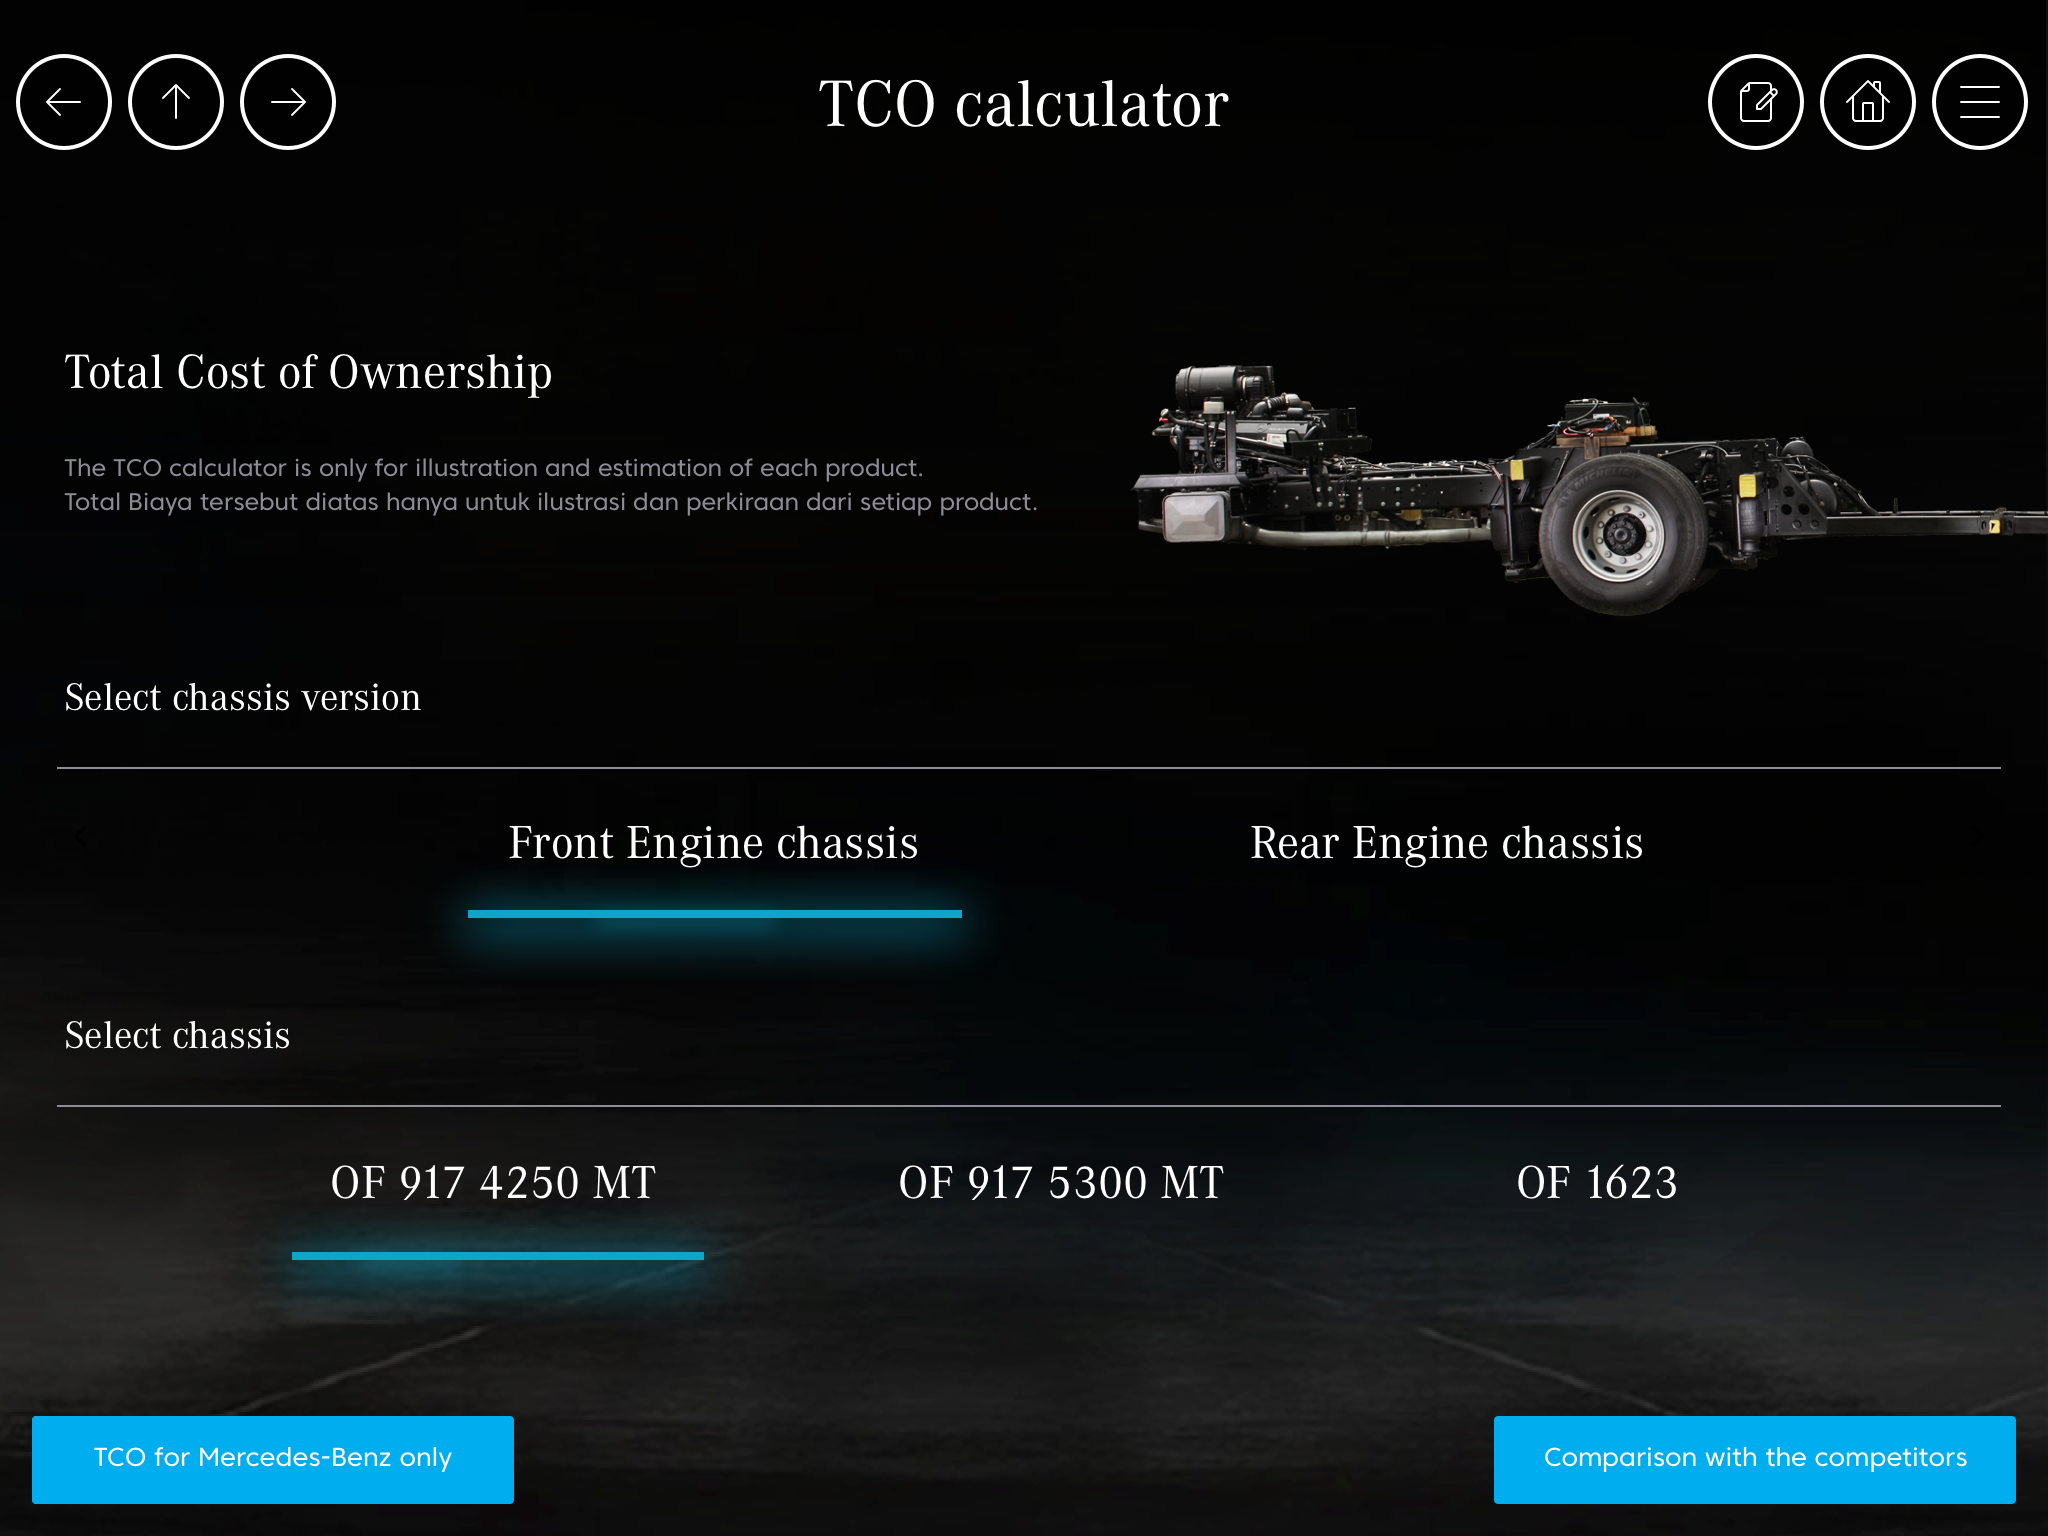 TCO calculator
Total Cost of Ownership
The TCO calculator is only for illustration and estimation of each product.
Total Biaya tersebut diatas hanya untuk ilustrasi dan perkiraan dari setiap product.
Select chassis version
Front Engine chassis
Rear Engine chassis
Select chassis
OF 917 4250 MT
OF 917 5300 MT
OF 1623
TCO for Mercedes-Benz only
Comparison with the competitors